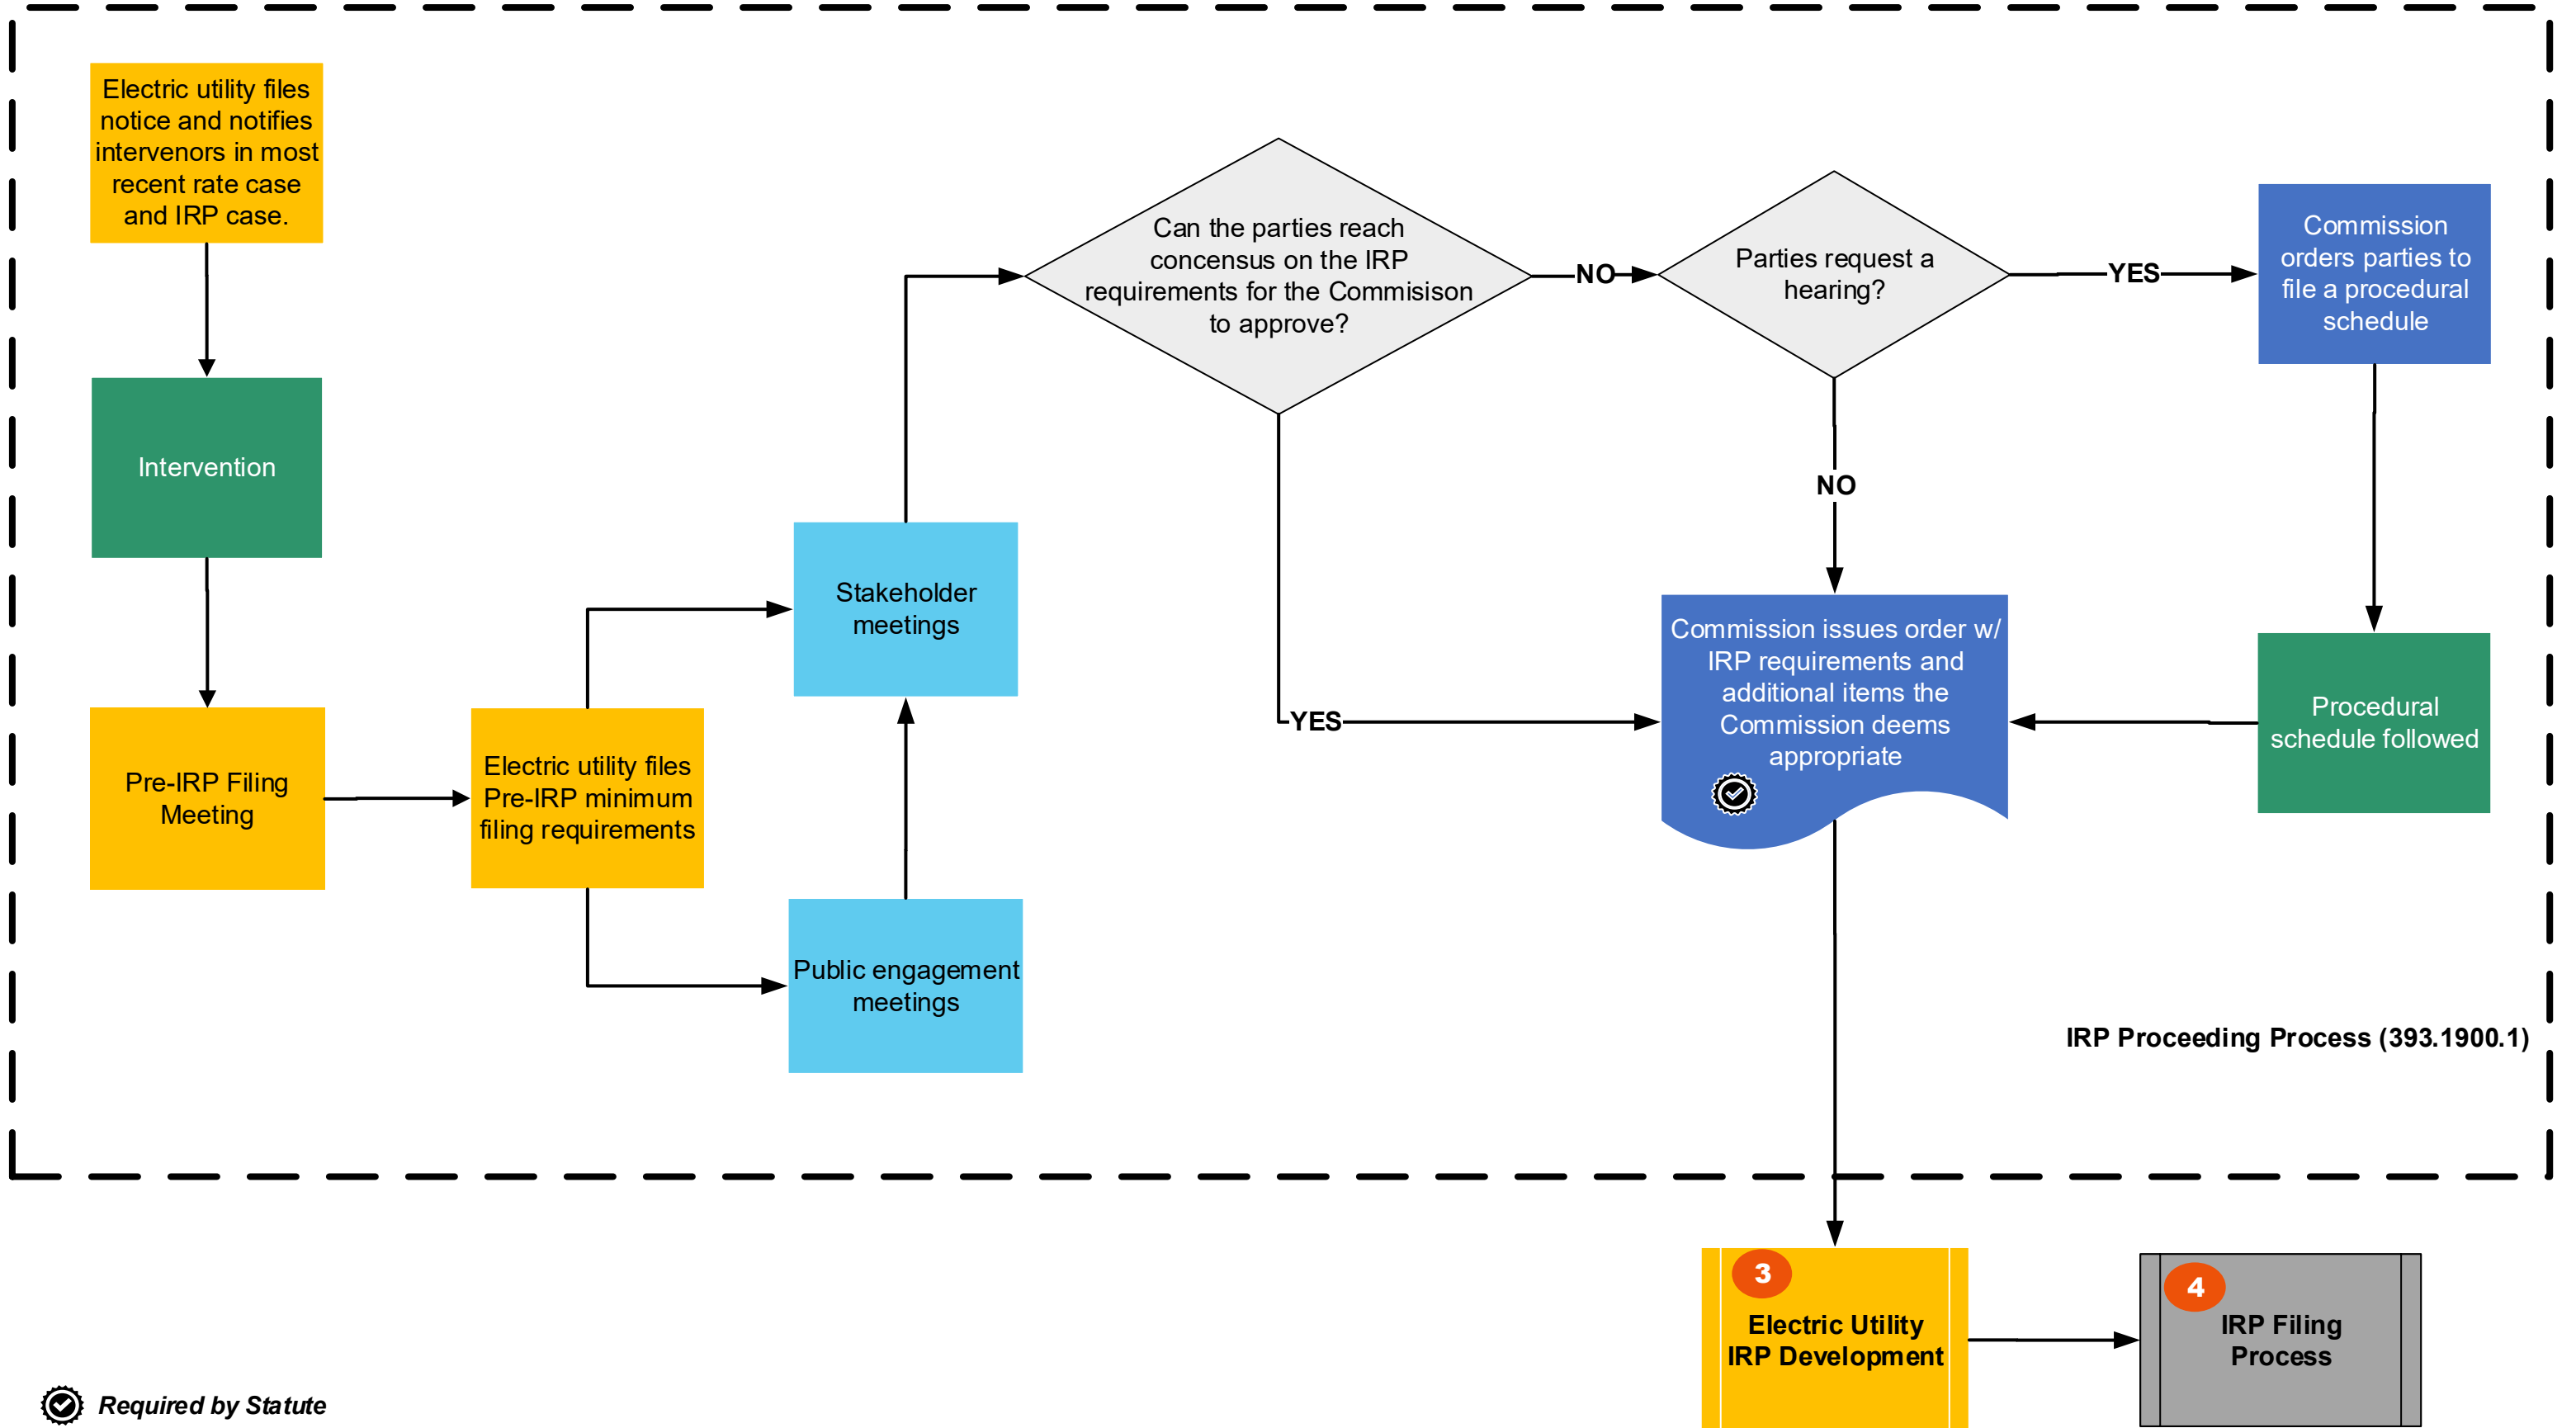 Electric utility files
notice and notifies
intervenors in most
recent rate case
and IRP case.
Intervention
Pre-IRP Filing
Meeting
Electric utility files
Pre-IRP minimum
filing requirements
Stakeholder
meetings
Public engagement
meetings
Can the parties reach
concensus on the IRP
requirements for the Commisison
to approve?
NO
YES
Parties request a
hearing?
YES
NO
Commission
orders parties to
file a procedural
schedule
Procedural
schedule followed
Commission issues order w/
IRP requirements and
additional items the
Commission deems
appropriate
IRP Proceeding Process (393.1900.1)
3
Electric Utility
IRP Development
4
IRP Filing
Process
Required by Statute